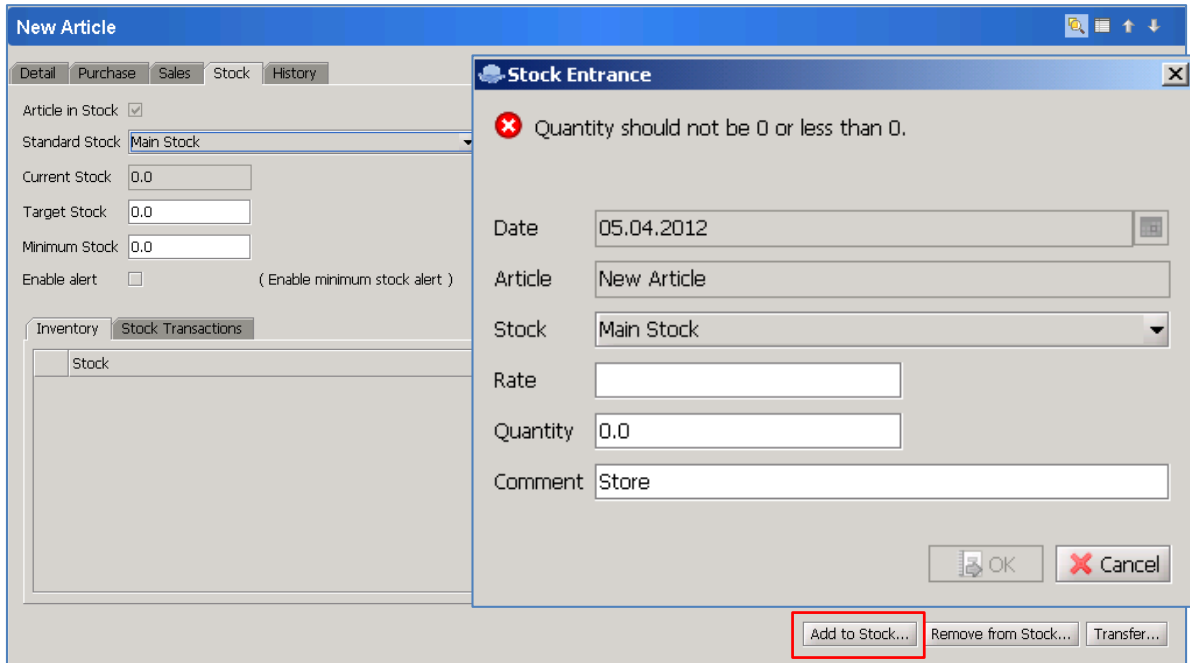 New Article
Detail Purchase Sales Stock History
Article in Stock
Standard Stock Main Stock
Current Stock 0.0
Target Stock 0.0
Minimum Stock 0.0
Enable alert ( Enable minimum stock alert )
Inventory Stock Transactions
Stock
Stock Entrance
Quantity should not be 0 or less than 0.
Date 05.04.2012
Article New Article
Stock Main Stock
Rate
Quantity 0.0
Comment Store
OK Cancel
Add to Stock... Remove from Stock... Transfer...